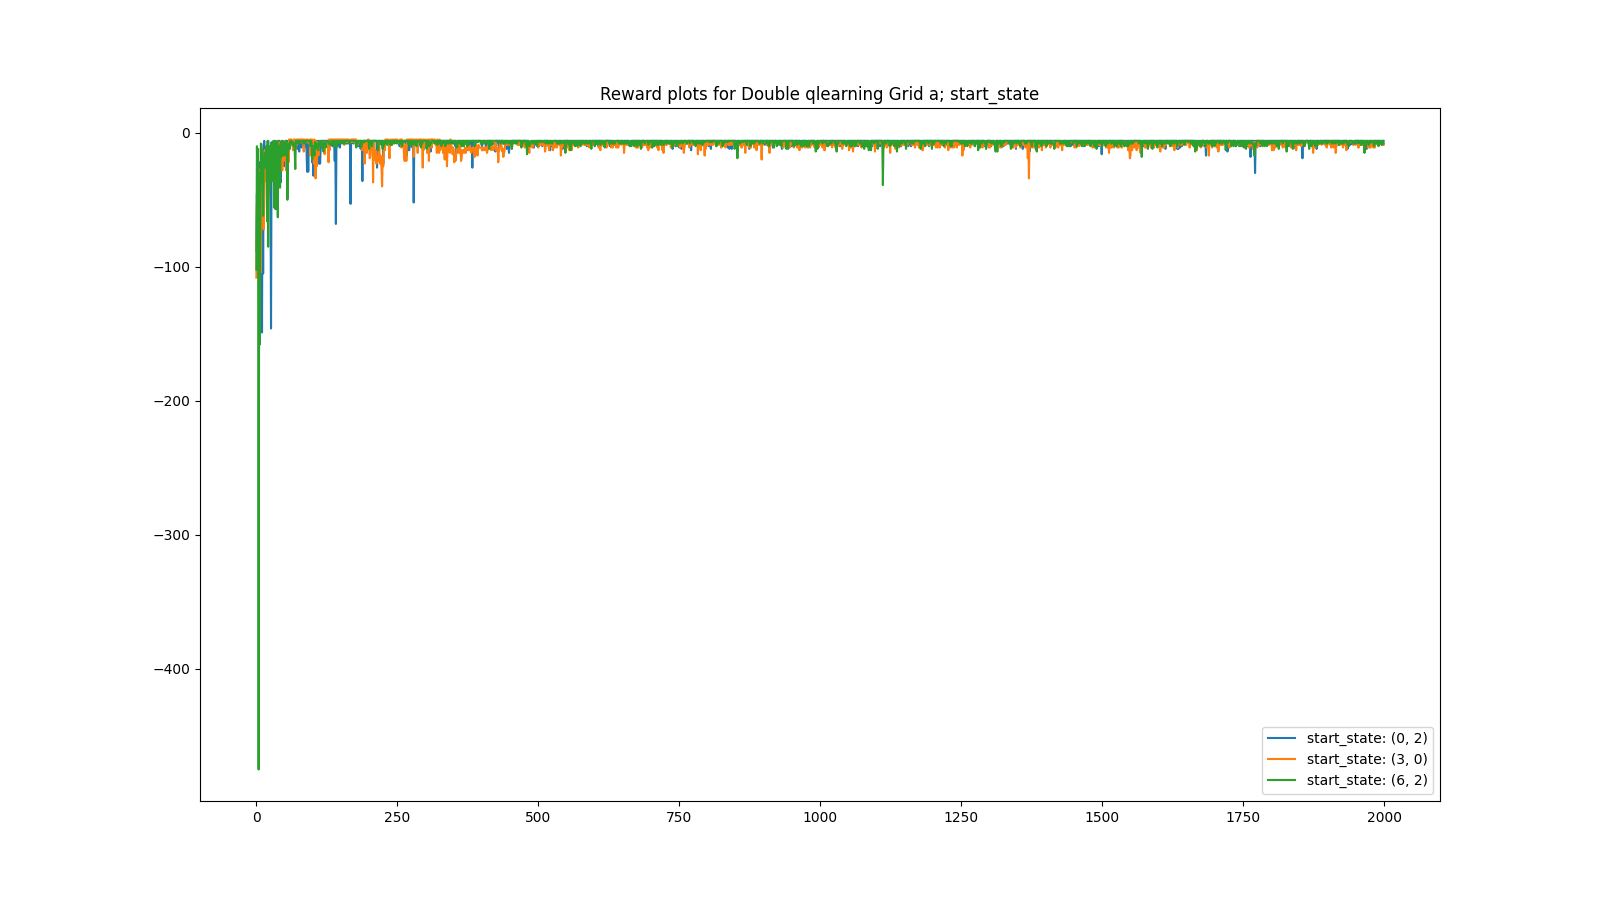 Reward plots for Double qlearning Grid a; start_state
0
−100
−200
−300
−400
0 250 500 750 1000 1250 1500 1750 2000
start_state: (0, 2)
start_state: (3, 0)
start_state: (6, 2)